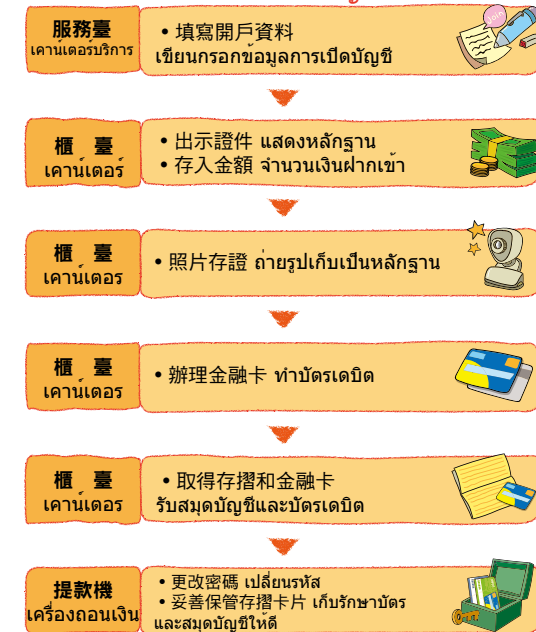 服務臺
เคาน์เตอร์บริการ
• 填寫開戶資料
เขียนกรอกข้อมูลการเปิดบัญชี
Join
櫃 臺
เคาน์เตอร์
• 出示證件 แสดงหลักฐาน
• 存入金額 จำนวนเงินฝากเข้า
櫃 臺
เคาน์เตอร
• 照片存證 ถ่ายรูปเก็บเป็นหลักฐาน
櫃 臺
เคาน์เตอร
• 辦理金融卡 ทำบัตรเดบิต
櫃 臺
เคาน์เตอร
• 取得存摺和金融卡
รับสมุดบัญชีและบัตรเดบิต
提款機
เครื่องถอนเงิน
• 更改密碼 เปลี่ยนรหัส
• 妥善保管存摺卡片 เก็บรักษาบัตร
และสมุดบัญชีให้ดี